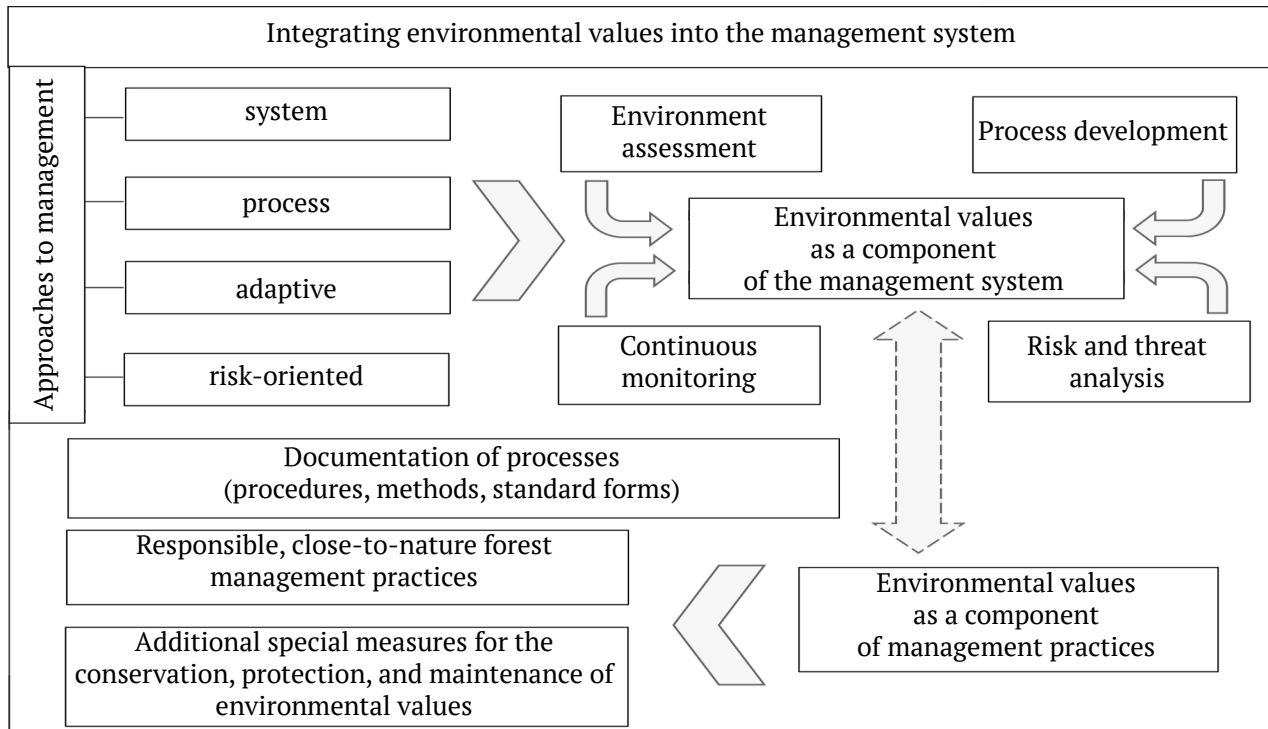 Integrating environmental values into the management system
Approaches to management
system
process
adaptive
risk-oriented
Environment
assessment
Process development
Environmental values
as a component
of the management system
Continuous
monitoring
Risk and threat
analysis
Documentation of processes
(procedures, methods, standard forms)
Responsible, close-to-nature forest
management practices
Additional special measures for the
conservation, protection, and maintenance of
environmental values
Environmental values
as a component
of management practices